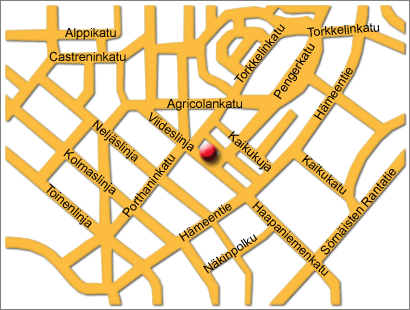 Alppikatu
Torkkelinkatu
Castreninkatu
Torkkelinkatu
Pengerkatu
Hämeentie
Agricolankatu
Viideslinja
Neljäslinja
Kaikukuja
Kolmaslinja
Kaikukatu
Porthaninkatu
Toinenlinja
Sörnäisten Rantatie
Haapaniemenkatu
Hämeentie
Näkinpolku